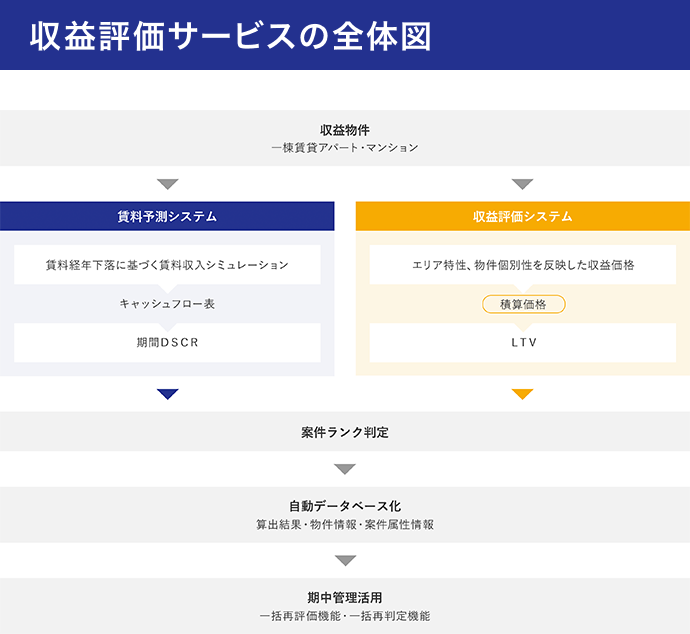 収益評価サービスの全体図
収益物件
一棟賃貸アパート・マンション
賃料予測システム
賃料経年下落に基づく賃料収入シミュレーション
キャッシュフロー表
期間DSCR
収益評価システム
エリア特性、物件個別性を反映した収益価格
積算価格
LTV
案件ランク判定
自動データベース化
算出結果・物件情報・案件属性情報
期中管理活用
一括再評価機能・一括再判定機能